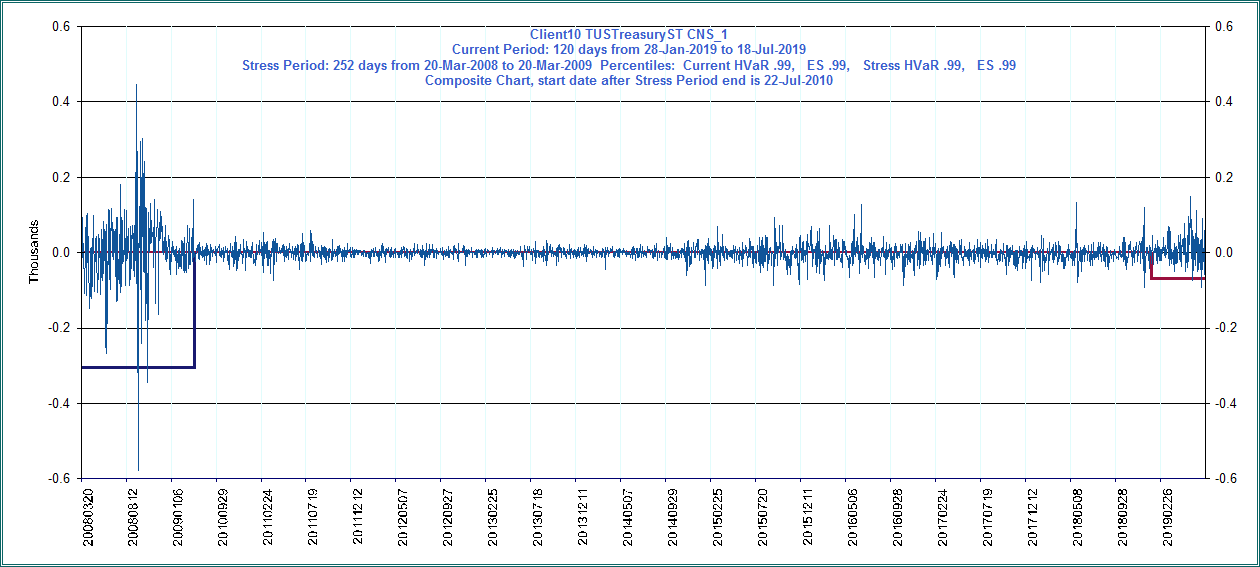 Client10 TUSTreasuryST CNS_1
Current Period: 120 days from 28-Jan-2019 to 18-Jul-2019
Stress Period: 252 days from 20-Mar-2008 to 20-Mar-2009 Percentiles: Current HVaR .99, ES .99, Stress HVaR .99, ES .99
Composite Chart, start date after Stress Period end is 22-Jul-2010
0.6 0.6
0.4 0.4
0.2 0.2
0.0 0.0
-0.2 -0.2
-0.4 -0.4
-0.6 -0.6
Thousands
20080320 20080812 20090106 20100929 20110224 20110719 20111212 20120507 20120927 20130225 20130718 20131211 20140507 20140929 20150225 20150720 20151211 20160506 20160928 20170224 20170719 20171212 20180508 20180928 20190226